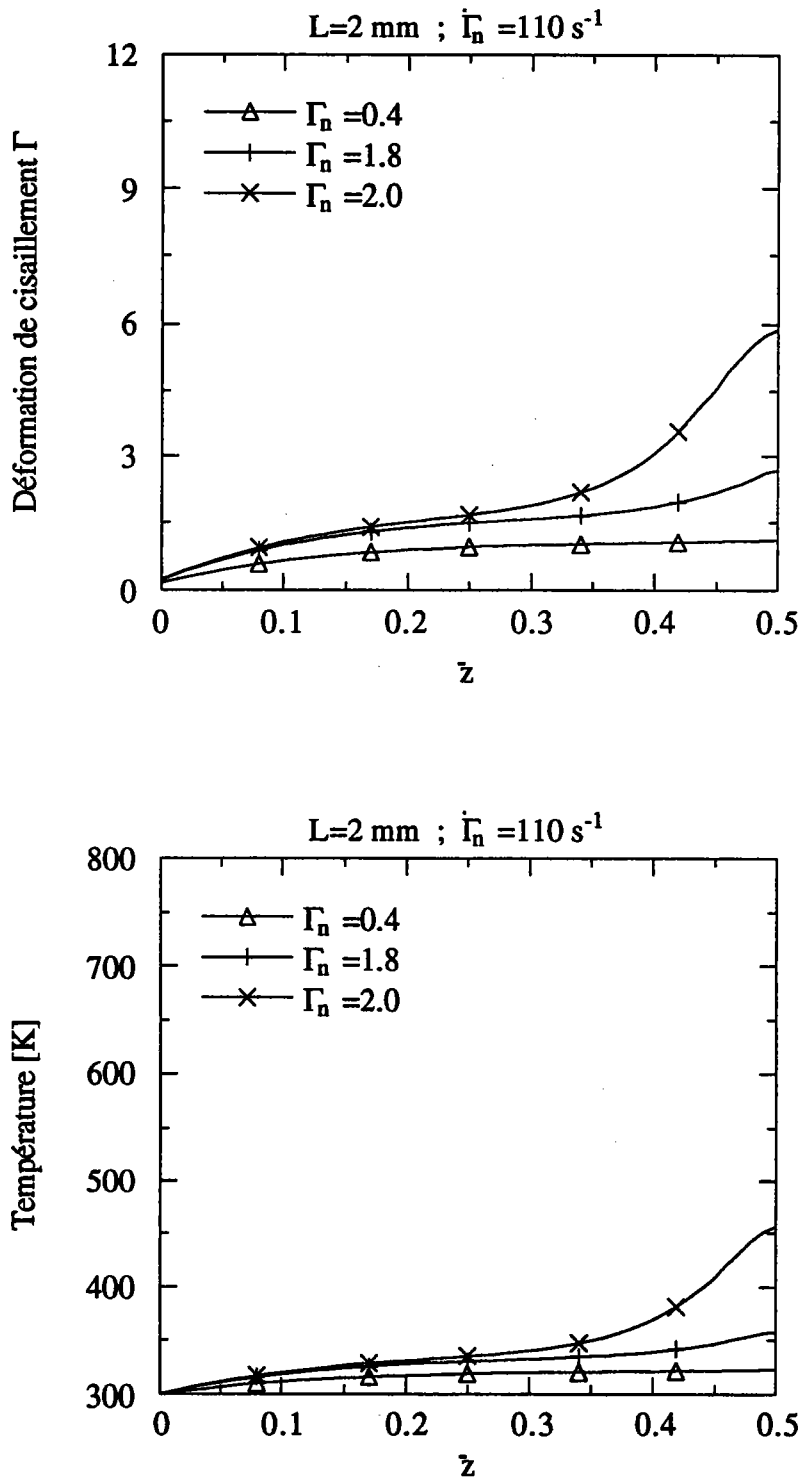 L=2 mm ; Γ̇n =110 s-1
12
9
6
3
0
Déformation de cisaillement Γ
Γn =0.4
Γn =1.8
Γn =2.0
0 0.1 0.2 0.3 0.4 0.5
z̄
L=2 mm ; Γ̇n =110 s-1
800
700
600
500
400
300
Température [K]
Γn =0.4
Γn =1.8
Γn =2.0
0 0.1 0.2 0.3 0.4 0.5
z̄